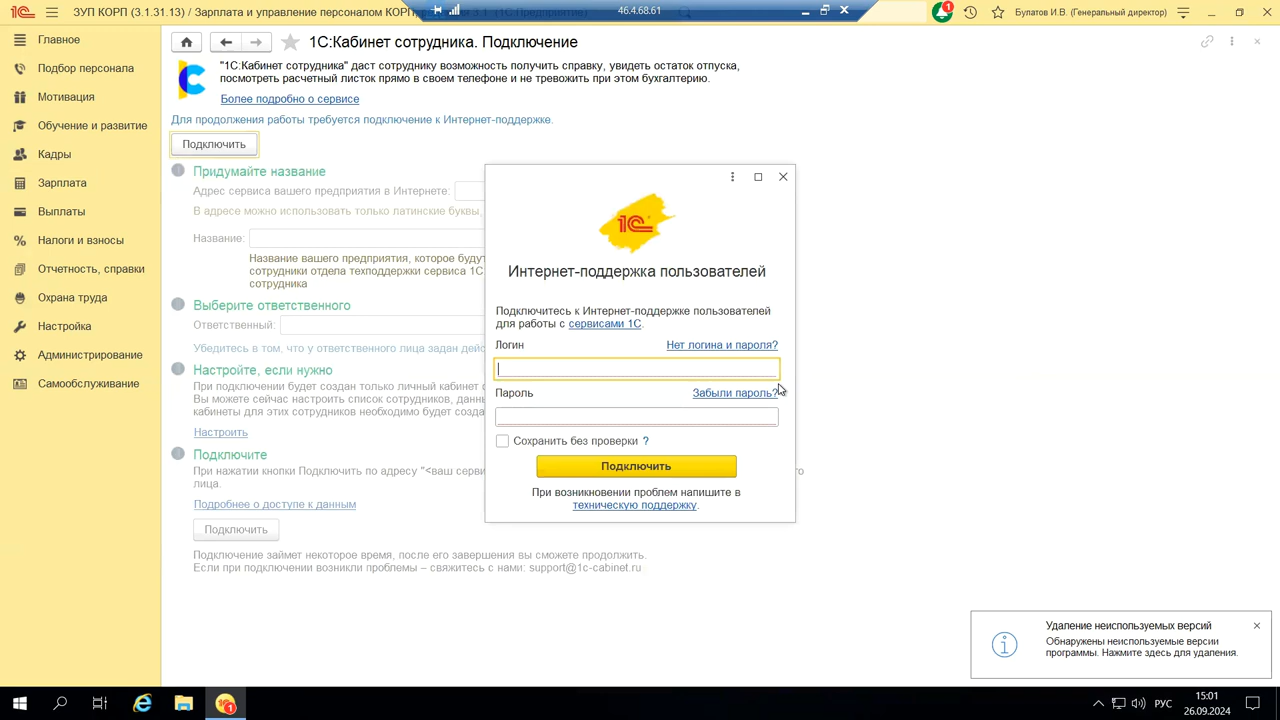 ЗУП КОРП (3.1.31.13) / Зарплата и управление персоналом КОРП,
46.4.68.61
1
Булатов И.В. (Генеральный директор)
Главное
Подбор персонала
Мотивация
Обучение и развитие
Кадры
Зарплата
Выплаты
Налоги и взносы
Отчетность, справки
Охрана труда
Настройка
Администрирование
Самообслуживание
1С:Кабинет сотрудника. Подключение
"1С:Кабинет сотрудника" даст сотруднику возможность получить справку, увидеть остаток отпуска,
посмотреть расчетный листок прямо в своем телефоне и не тревожить при этом бухгалтерию.
Более подробно о сервисе
Для продолжения работы требуется подключение к Интернет-поддержке.
Подключить
Придумайте название
Адрес сервиса вашего предприятия в Интернете:
В адресе можно использовать только латинские буквы,
Название:
Название вашего предприятия, которое будут
сотрудники отдела техподдержки сервиса 1С
сотрудника
Выберите ответственного
Ответственный:
Убедитесь в том, что у ответственного лица задан дейс
Настройте, если нужно
При подключении будет создан только личный кабинет о
Вы можете сейчас настроить список сотрудников, данны
кабинеты для этих сотрудников необходимо будет созда
Настроить
Подключите
При нажатии кнопки Подключить по адресу "<ваш серви
го
лица.
Подробнее о доступе к данным
Подключить
Подключение займет некоторое время, после его завершения вы сможете продолжить.
Если при подключении возникли проблемы – свяжитесь с нами: support@1c-cabinet.ru
1С
Интернет-поддержка пользователей
Подключитесь к Интернет-поддержке пользователей
для работы с сервисами 1С.
Логин
Нет логина и пароля?
Пароль
Забыли пароль?
Сохранить без проверки ?
Подключить
При возникновении проблем напишите в
техническую поддержку.
Удаление неиспользуемых версий
Обнаружены неиспользуемые версии
программы. Нажмите здесь для удаления.
1
РУС
15:01
26.09.2024